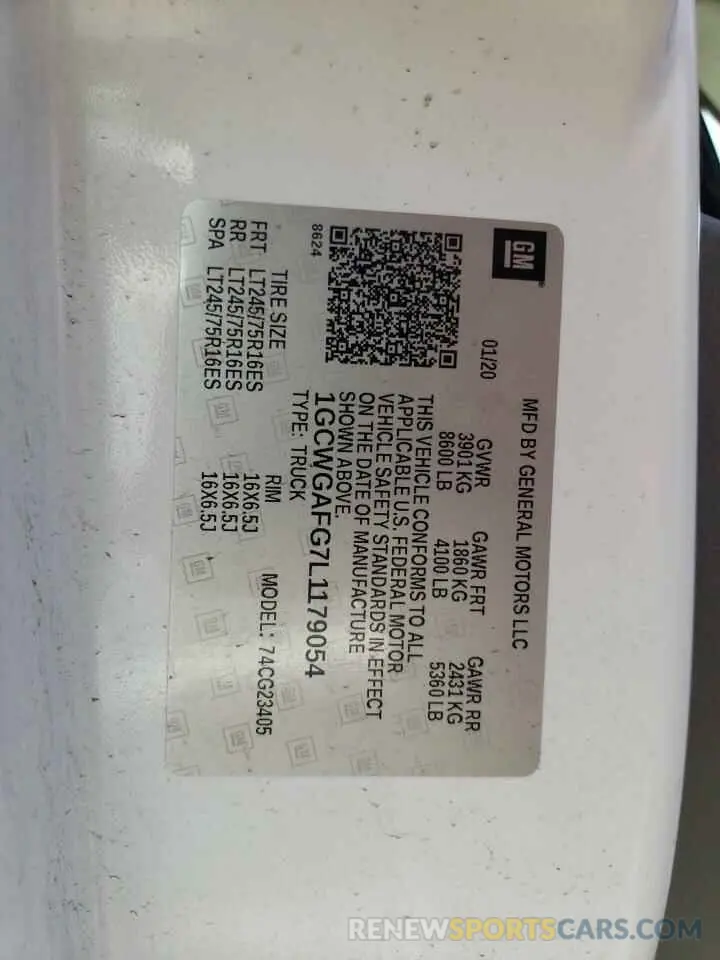 GM
MFD BY GENERAL MOTORS LLC
01/20 GVWR GAWR FRT GAWR RR
3901 KG 1860 KG 2431 KG
8600 LB 4100 LB 5360 LB
THIS VEHICLE CONFORMS TO ALL
APPLICABLE U.S. FEDERAL MOTOR
VEHICLE SAFETY STANDARDS IN EFFECT
ON THE DATE OF MANUFACTURE
SHOWN ABOVE.
1GCWGAFG7L1179054
8624
TYPE: TRUCK
MODEL: 74CG23405
TIRE SIZE RIM
FRT LT245/75R16ES 16X6.5J
RR LT245/75R16ES 16X6.5J
SPA LT245/75R16ES 16X6.5J
RENEWSPORTSCARS.COM